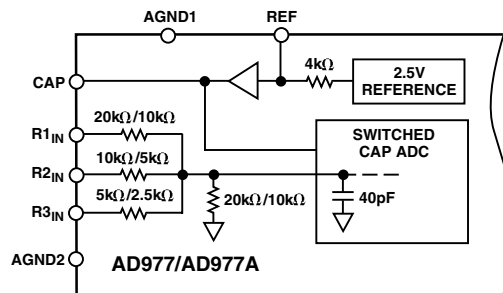 AGND1
REF
CAP
4kΩ
2.5V
REFERENCE
R1IN
20kΩ/10kΩ
SWITCHED
CAP ADC
R2IN
10kΩ/5kΩ
R3IN
5kΩ/2.5kΩ
20kΩ/10kΩ
40pF
AGND2
AD977/AD977A